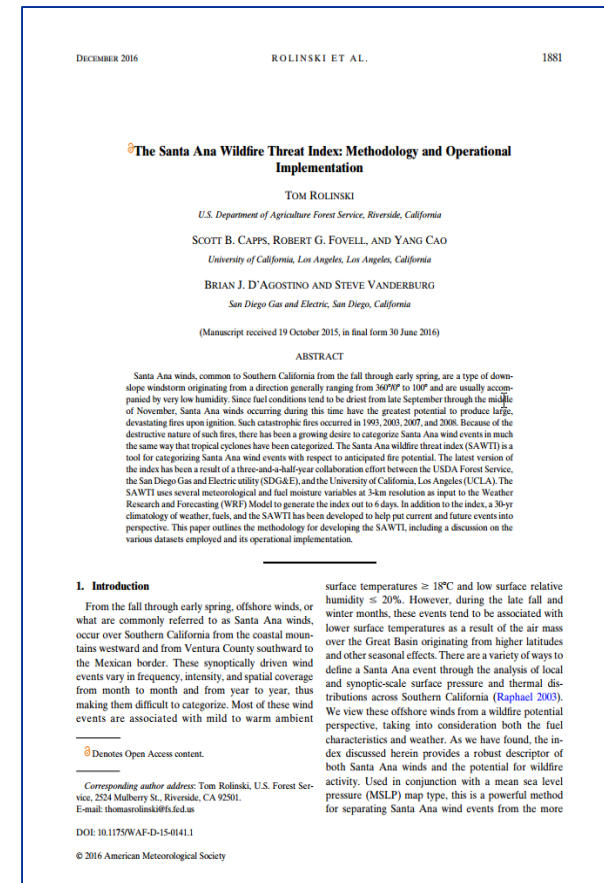 DECEMBER 2016 ROLINSKI ET AL. 1881
The Santa Ana Wildfire Threat Index: Methodology and Operational
Implementation
TOM ROLINSKI
U.S. Department of Agriculture Forest Service, Riverside, California
SCOTT B. CAPPS, ROBERT G. FOVELL, AND YANG CAO
University of California, Los Angeles, Los Angeles, California
BRIAN J. D'AGOSTINO AND STEVE VANDERBURG
San Diego Gas and Electric, San Diego, California
(Manuscript received 19 October 2015, in final form 30 June 2016)
ABSTRACT
Santa Ana winds, common to Southern California from the fall through early spring, are a type of down-
slope windstorm originating from a direction generally ranging from 360°/0° to 100° and are usually accom-
panied by very low humidity. Since fuel conditions tend to be driest from late September through the middle
of November, Santa Ana winds occurring during this time have the greatest potential to produce large,
devastating fires upon ignition. Such catastrophic fires occurred in 1993, 2003, 2007, and 2008. Because of the
destructive nature of such fires, there has been a growing desire to categorize Santa Ana wind events in much
the same way that tropical cyclones have been categorized. The Santa Ana wildfire threat index (SAWTI) is a
tool for categorizing Santa Ana wind events with respect to anticipated fire potential. The latest version of
the index has been a result of a three-and-a-half-year collaboration effort between the USDA Forest Service,
the San Diego Gas and Electric utility (SDG&E), and the University of California, Los Angeles (UCLA). The
SAWTI uses several meteorological and fuel moisture variables at 3-km resolution as input to the Weather
Research and Forecasting (WRF) Model to generate the index out to 6 days. In addition to the index, a 30-yr
climatology of weather, fuels, and the SAWTI has been developed to help put current and future events into
perspective. This paper outlines the methodology for developing the SAWTI, including a discussion on the
various datasets employed and its operational implementation.
1. Introduction
From the fall through early spring, offshore winds, or
what are commonly referred to as Santa Ana winds,
occur over Southern California from the coastal moun-
tains westward and from Ventura County southward to
the Mexican border. These synoptically driven wind
events vary in frequency, intensity, and spatial coverage
from month to month and from year to year, thus
making them difficult to categorize. Most of these wind
events are associated with mild to warm ambient
Denotes Open Access content.
Corresponding author address: Tom Rolinski, U.S. Forest Ser-
vice, 2524 Mulberry St., Riverside, CA 92501.
E-mail: thomasrolinski@fs.fed.us
DOI: 10.1175/WAF-D-15-0141.1
© 2016 American Meteorological Society
surface temperatures ≥ 18°C and low surface relative
humidity ≤ 20%. However, during the late fall and
winter months, these events tend to be associated with
lower surface temperatures as a result of the air mass
over the Great Basin originating from higher latitudes
and other seasonal effects. There are a variety of ways to
define a Santa Ana event through the analysis of local
and synoptic-scale surface pressure and thermal dis-
tributions across Southern California (Raphael 2003).
We view these offshore winds from a wildfire potential
perspective, taking into consideration both the fuel
characteristics and weather. As we have found, the in-
dex discussed herein provides a robust descriptor of
both Santa Ana winds and the potential for wildfire
activity. Used in conjunction with a mean sea level
pressure (MSLP) map type, this is a powerful method
for separating Santa Ana wind events from the more